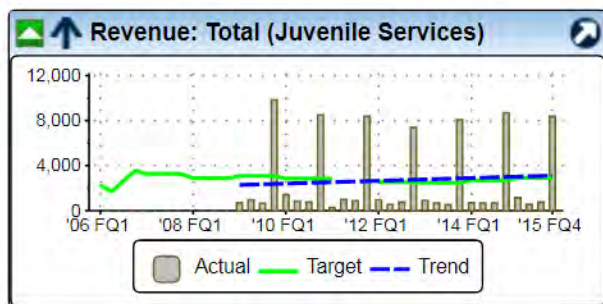 Revenue: Total (Juvenile Services)
12,000
8,000
4,000
0
'06 FQ1 '08 FQ1 '10 FQ1 '12 FQ1 '14 FQ1 '15 FQ4
Actual Target Trend